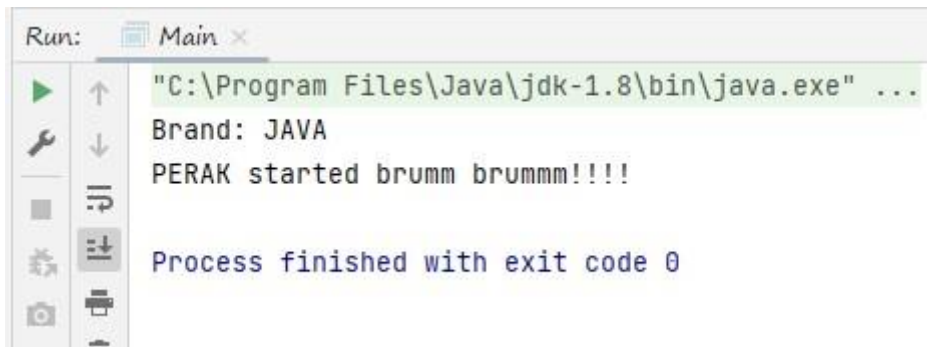 Run: Main ×
"C:\Program Files\Java\jdk-1.8\bin\java.exe" ...
Brand: JAVA
PERAK started brumm brummm!!!!
Process finished with exit code 0